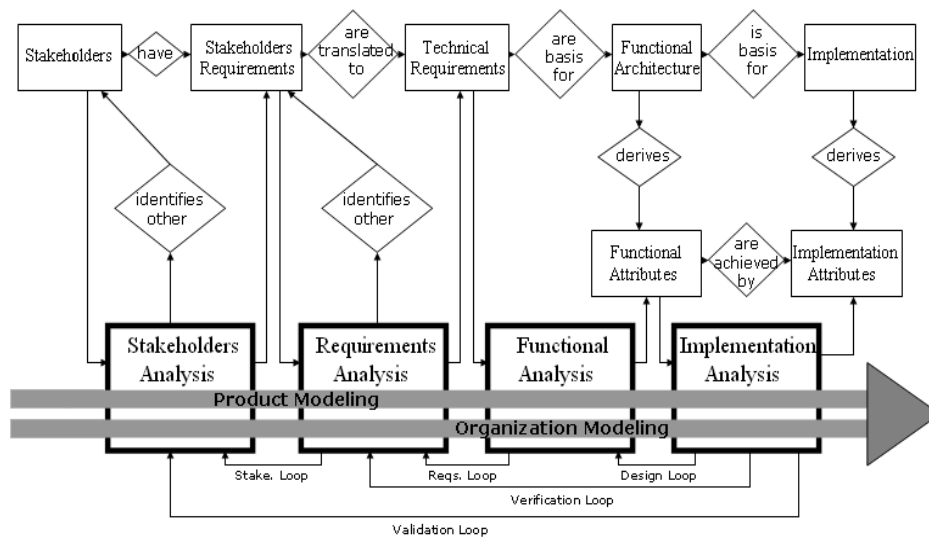 Stakeholders
have
Stakeholders
Requirements
are
translated
to
Technical
Requirements
are
basis
for
Functional
Architecture
is
basis
for
Implementation
identifies
other
identifies
other
derives
derives
Functional
Attributes
are
achieved
by
Implementation
Attributes
Stakeholders
Analysis
Requirements
Analysis
Functional
Analysis
Implementation
Analysis
Product Modeling
Organization Modeling
Stake. Loop
Reqs. Loop
Design Loop
Verification Loop
Validation Loop